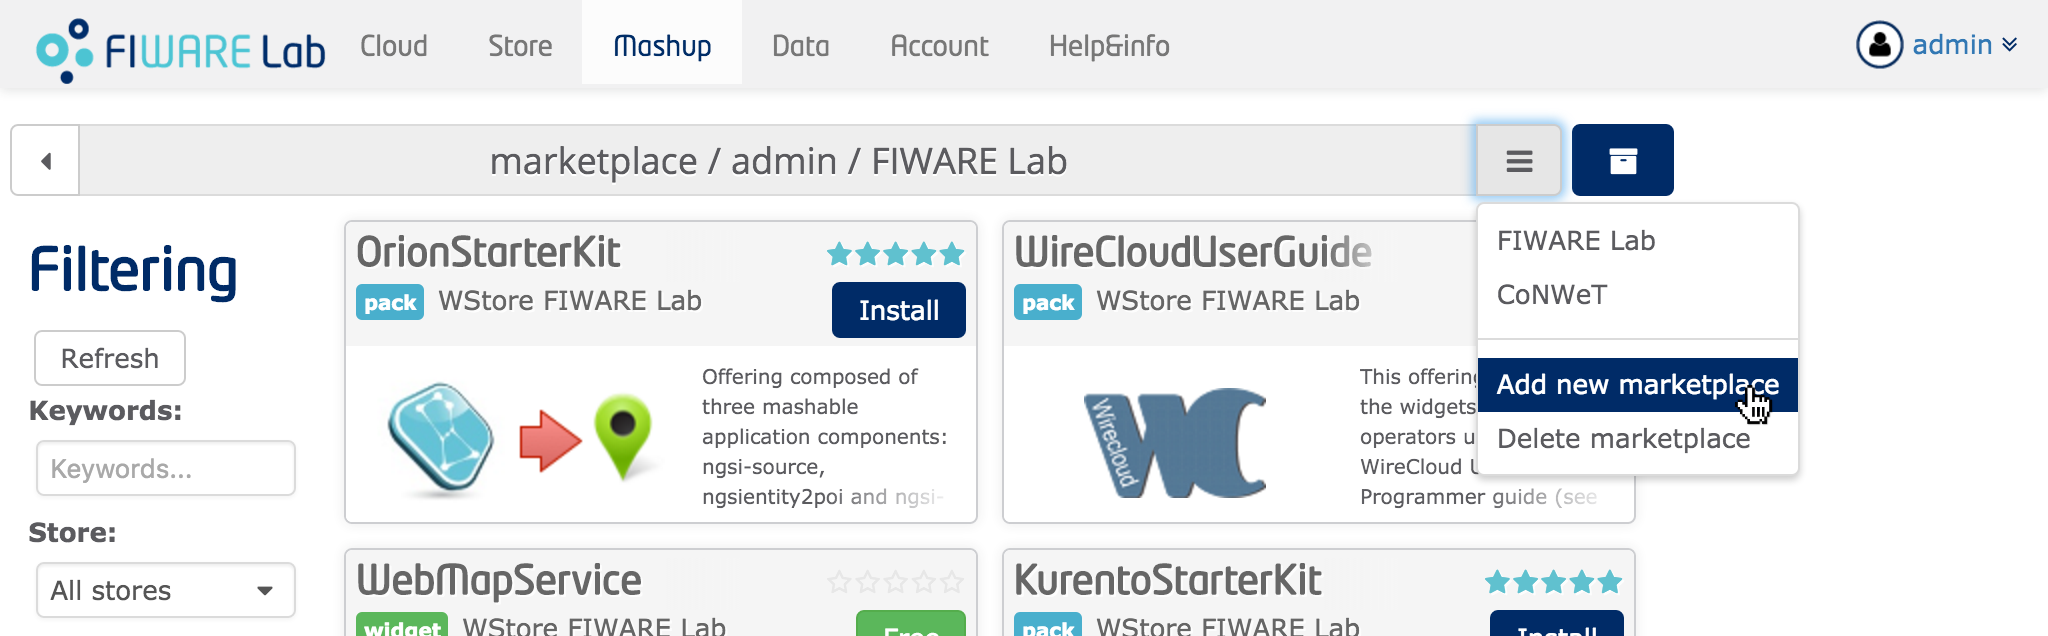 FIWARE Lab
Cloud
Store
Mashup
Data
Account
Help&info
admin
marketplace / admin / FIWARE Lab
FIWARE Lab
CoNWeT
Add new marketplace
Delete marketplace
Filtering
Refresh
Keywords:
Keywords...
Store:
All stores
OrionStarterKit
pack WStore FIWARE Lab
Install
Offering composed of
three mashable
application components:
ngsi-source,
ngsientity2poi and ngsi-
WireCloudUserGuide
pack WStore FIWARE Lab
Wirecloud
WC
This offering
the widgets
operators
WireCloud
Programmer guide (see
WebMapService
widget WStore FIWARE Lab
Free
KurentoStarterKit
pack WStore FIWARE Lab
Install